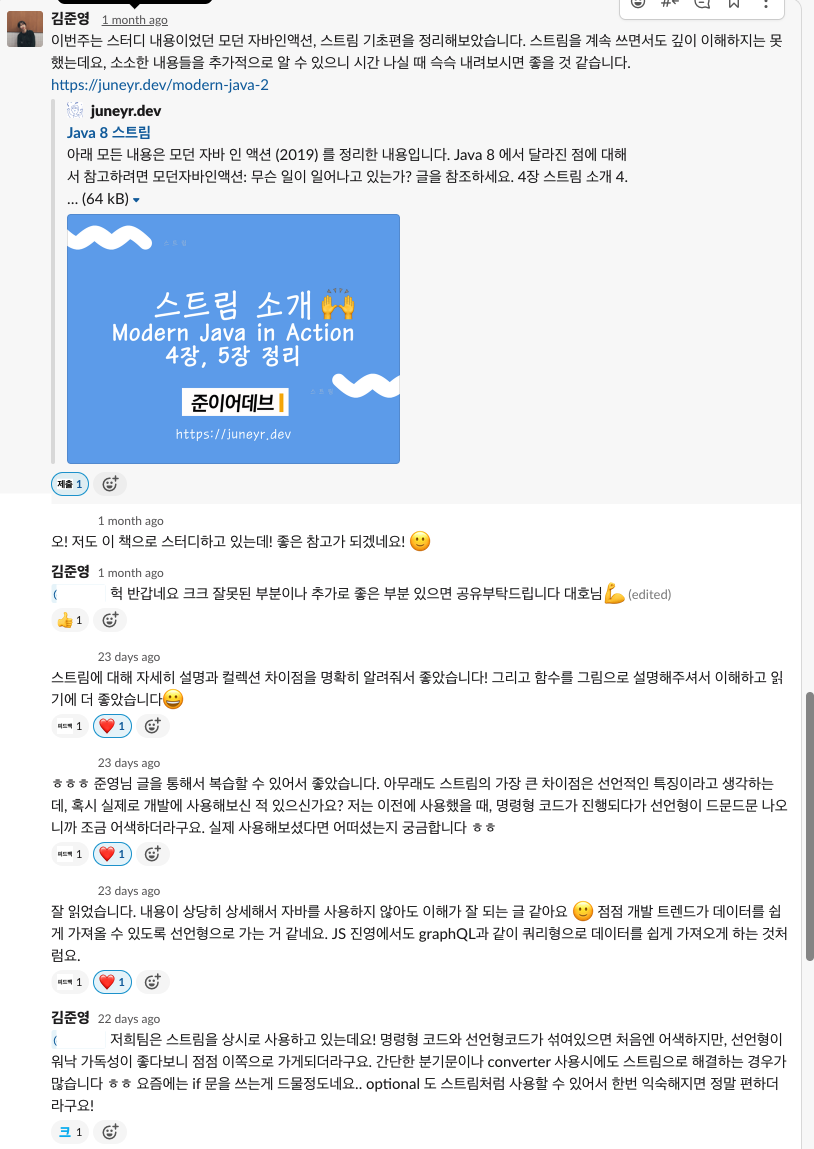 김준영 1 month ago
이번주는 스터디 내용이었던 모던 자바인액션, 스트림 기초편을 정리해보았습니다. 스트림을 계속 쓰면서도 깊이 이해하지는 못
했는데요, 소소한 내용들을 추가적으로 알 수 있으니 시간 나실 때 슥슥 내려보시면 좋을 것 같습니다.
https://juneyr.dev/modern-java-2
juneyr.dev
Java 8 스트림
아래 모든 내용은 모던 자바 인 액션 (2019) 를 정리한 내용입니다. Java 8 에서 달라진 점에 대해
서 참고하려면 모던자바인액션: 무슨 일이 일어나고 있는가? 글을 참조하세요. 4장 스트림 소개 4.
... (64 kB)
스트림 소개 🙌
Modern Java in Action
4장, 5장 정리
준이어데브
https://juneyr.dev
제출 1
1 month ago
오! 저도 이 책으로 스터디하고 있는데! 좋은 참고가 되겠네요! 🙂
김준영 1 month ago
( 헉 반갑네요 크크 잘못된 부분이나 추가로 좋은 부분 있으면 공유부탁드립니다 대호님💪 (edited)
👍 1
23 days ago
스트림에 대해 자세히 설명과 컬렉션 차이점을 명확히 알려줘서 좋았습니다! 그리고 함수를 그림으로 설명해주셔서 이해하고 읽
기에 더 좋았습니다😀
피드백 1 ❤️ 1
23 days ago
ㅎㅎㅎ 준영님 글을 통해서 복습할 수 있어서 좋았습니다. 아무래도 스트림의 가장 큰 차이점은 선언적인 특징이라고 생각하는
데, 혹시 실제로 개발에 사용해보신 적 있으신가요? 저는 이전에 사용했을 때, 명령형 코드가 진행되다가 선언형이 드문드문 나오
니까 조금 어색하더라구요. 실제 사용해보셨다면 어떠셨는지 궁금합니다 ㅎㅎ
피드백 1 ❤️ 1
23 days ago
잘 읽었습니다. 내용이 상당히 상세해서 자바를 사용하지 않아도 이해가 잘 되는 글 같아요 🙂 점점 개발 트렌드가 데이터를 쉽
게 가져올 수 있도록 선언형으로 가는 거 같네요. JS 진영에서도 graphQL과 같이 쿼리형으로 데이터를 쉽게 가져오게 하는 것처
럼요.
피드백 1 ❤️ 1
김준영 22 days ago
( 저희팀은 스트림을 상시로 사용하고 있는데요! 명령형 코드와 선언형코드가 섞여있으면 처음엔 어색하지만, 선언형이
워낙 가독성이 좋다보니 점점 이쪽으로 가게되더라구요. 간단한 분기문이나 converter 사용시에도 스트림으로 해결하는 경우가
많습니다 ㅎㅎ 요즘에는 if 문을 쓰는게 드물정도네요.. optional 도 스트림처럼 사용할 수 있어서 한번 익숙해지면 정말 편하더
라구요!
크 1